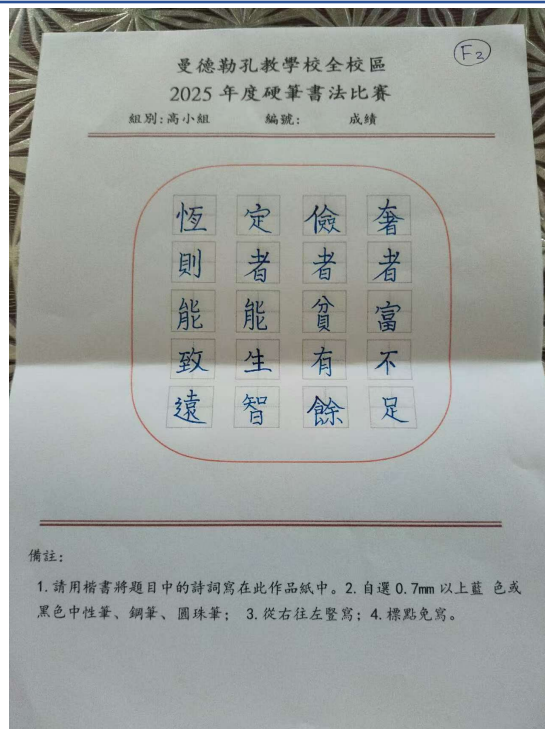 F2
曼德勒孔教學校全校區
2025 年度硬筆書法比賽
組別:高小組 編號: 成績
奢者富不足
儉者貧有餘
定者能生智
恆則能致遠
備註:
1.請用楷書將題目中的詩詞寫在此作品紙中。2.自選 0.7mm 以上藍 色或
黑色中性筆、鋼筆、圓珠筆; 3.從右往左豎寫;4.標點免寫。